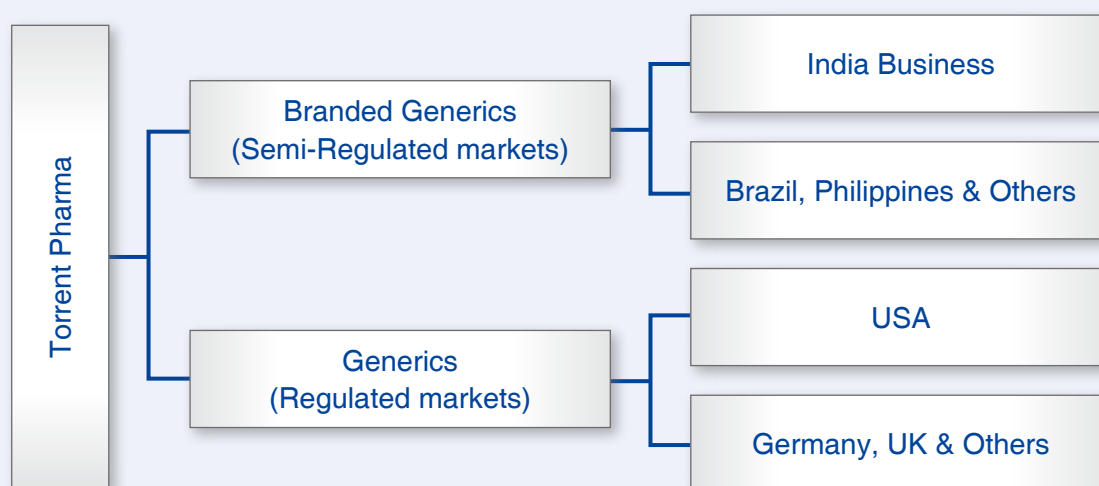 Torrent Pharma
Branded Generics
(Semi-Regulated markets)
India Business
Brazil, Philippines & Others
Generics
(Regulated markets)
USA
Germany, UK & Others